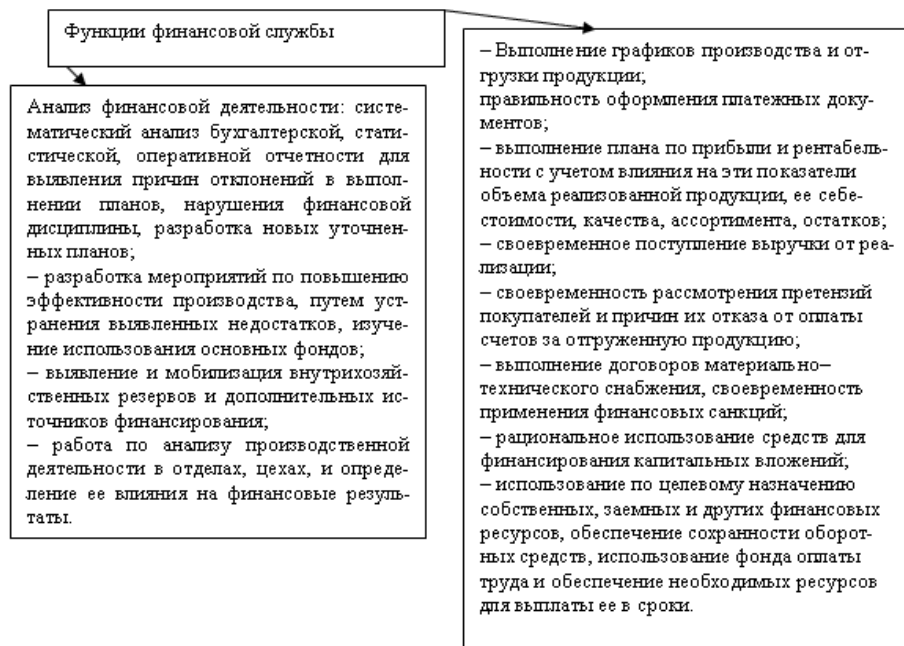 Функции финансовой службы
Анализ финансовой деятельности: систе-
матический анализ бухгалтерской, стати-
стической, оперативной отчетности для
выявления причин отклонений в выпол-
нении планов, нарушения финансовой
дисциплины, разработка новых уточнен-
ных планов;
– разработка мероприятий по повышению
эффективности производства, путем уст-
ранения выявленных недостатков, изуче-
ние использования основных фондов;
– выявление и мобилизация внутрихозяй-
ственных резервов и дополнительных ис-
точников финансирования;
– работа по анализу производственной
деятельности в отделах, цехах, и опреде-
ление ее влияния на финансовые резуль-
таты.
– Выполнение графиков производства и от-
грузки продукции;
правильность оформления платежных доку-
ментов;
– выполнение плана по прибыли и рентабель-
ности с учетом влияния на эти показатели
объема реализованной продукции, ее себе-
стоимости, качества, ассортимента, остатков;
– своевременное поступление выручки от ре-
ализации;
– своевременность рассмотрения претензий
покупателей и причин их отказа от оплаты
счетов за отгруженную продукцию;
– выполнение договоров материально–
технического снабжения, своевременность
применения финансовых санкций;
– рациональное использование средств для
финансирования капитальных вложений;
– использование по целевому назначению
собственных, заемных и других финансовых
ресурсов, обеспечение сохранности оборот-
ных средств, использование фонда оплаты
труда и обеспечение необходимых ресурсов
для выплаты ее в сроки.